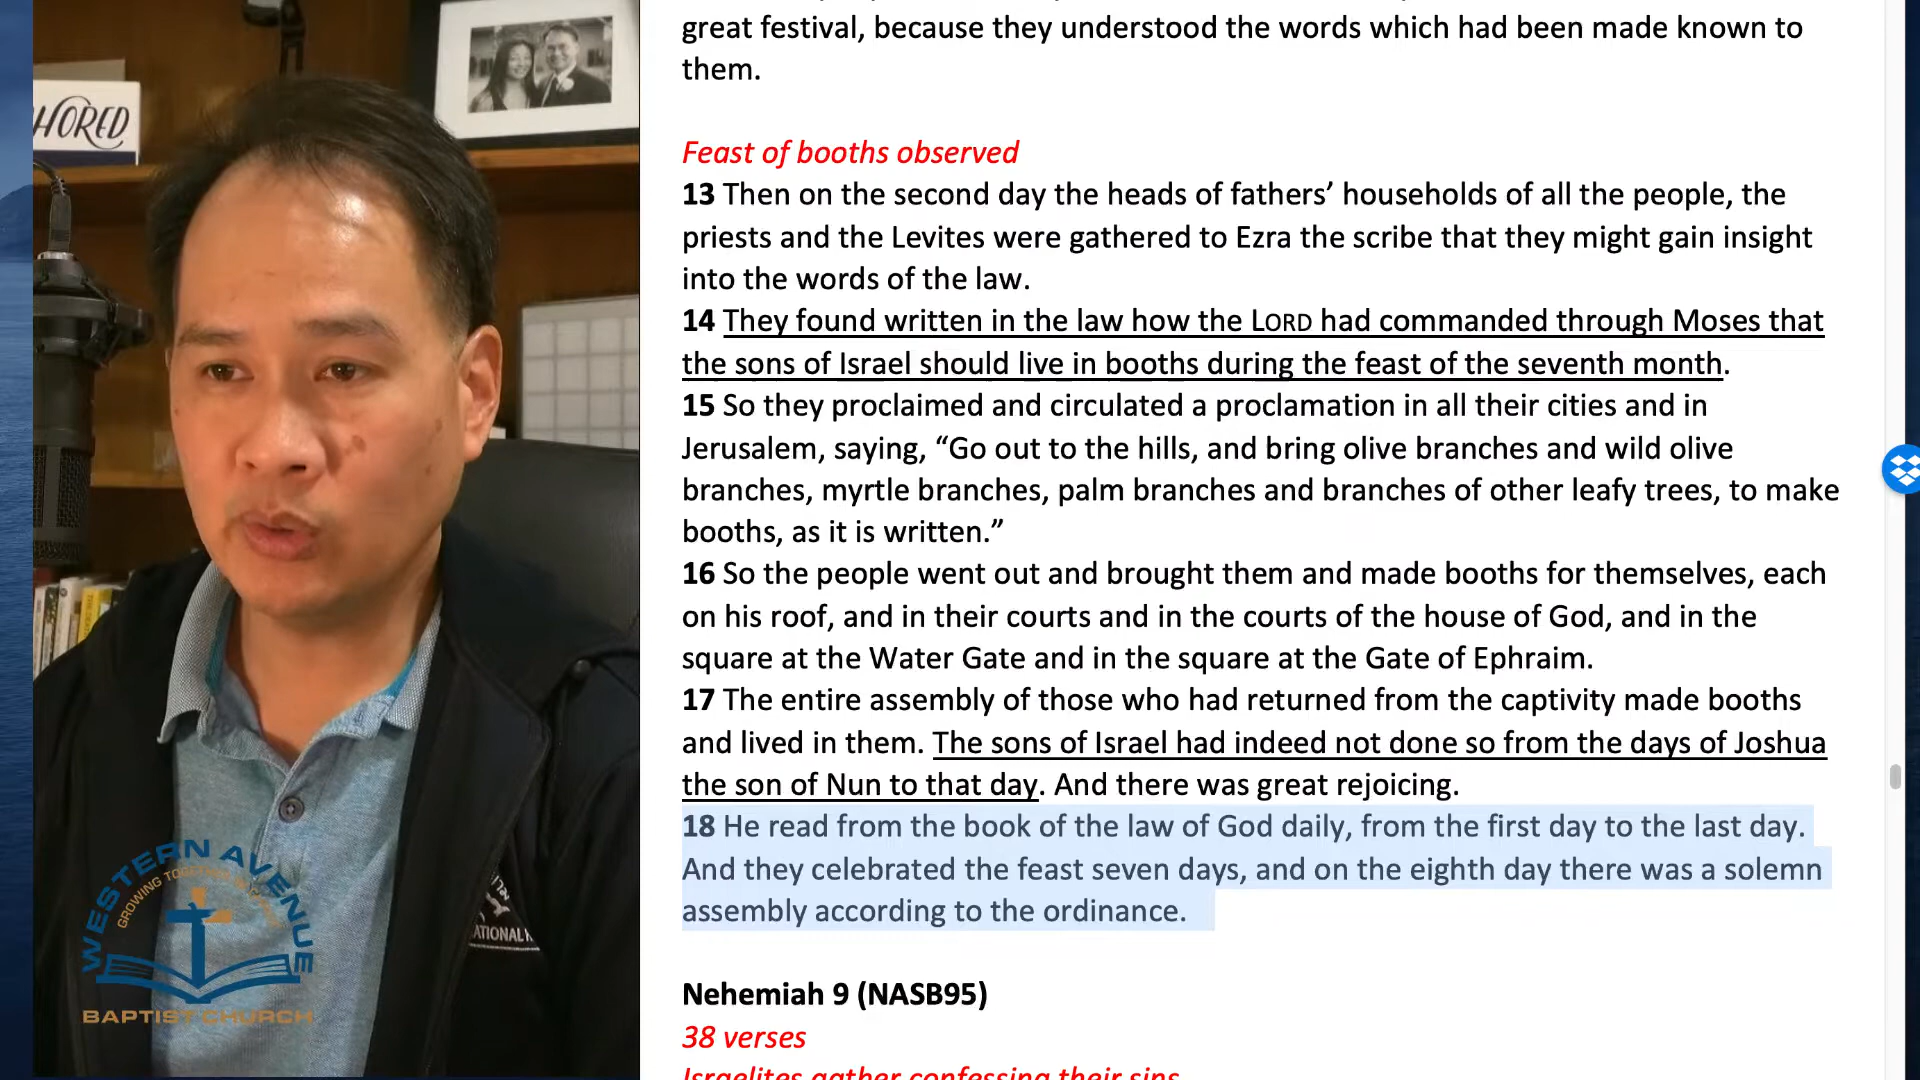 HORED
WESTERN AVENUE
GROWING TOGETHER
BAPTIST CHURCH
great festival, because they understood the words which had been made known to
them.
Feast of booths observed
13 Then on the second day the heads of fathers’ households of all the people, the
priests and the Levites were gathered to Ezra the scribe that they might gain insight
into the words of the law.
14 They found written in the law how the LORD had commanded through Moses that
the sons of Israel should live in booths during the feast of the seventh month.
15 So they proclaimed and circulated a proclamation in all their cities and in
Jerusalem, saying, “Go out to the hills, and bring olive branches and wild olive
branches, myrtle branches, palm branches and branches of other leafy trees, to make
booths, as it is written.”
16 So the people went out and brought them and made booths for themselves, each
on his roof, and in their courts and in the courts of the house of God, and in the
square at the Water Gate and in the square at the Gate of Ephraim.
17 The entire assembly of those who had returned from the captivity made booths
and lived in them. The sons of Israel had indeed not done so from the days of Joshua
the son of Nun to that day. And there was great rejoicing.
18 He read from the book of the law of God daily, from the first day to the last day.
And they celebrated the feast seven days, and on the eighth day there was a solemn
assembly according to the ordinance.
Nehemiah 9 (NASB95)
38 verses
Israelites gather confessing their sins